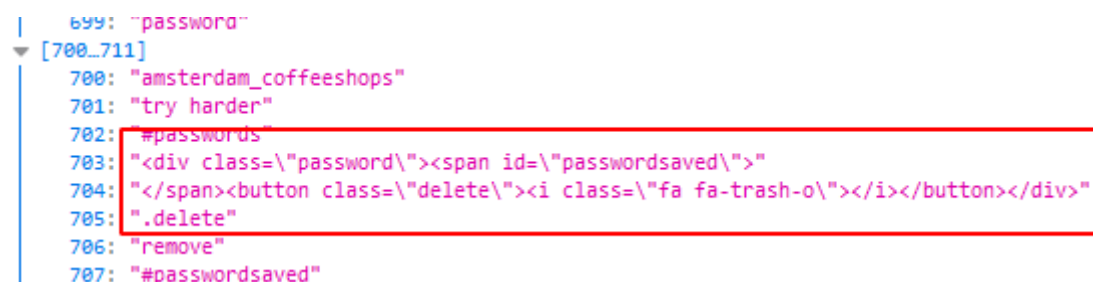 699: "password"
[700…711]
700: "amsterdam_coffeeshops"
701: "try harder"
702: "#passwords"
703: "<div class=\"password\"><span id=\"passwordsaved\">"
704: "</span><button class=\"delete\"><i class=\"fa fa-trash-o\"></i></button></div>"
705: ".delete"
706: "remove"
707: "#passwordsaved"